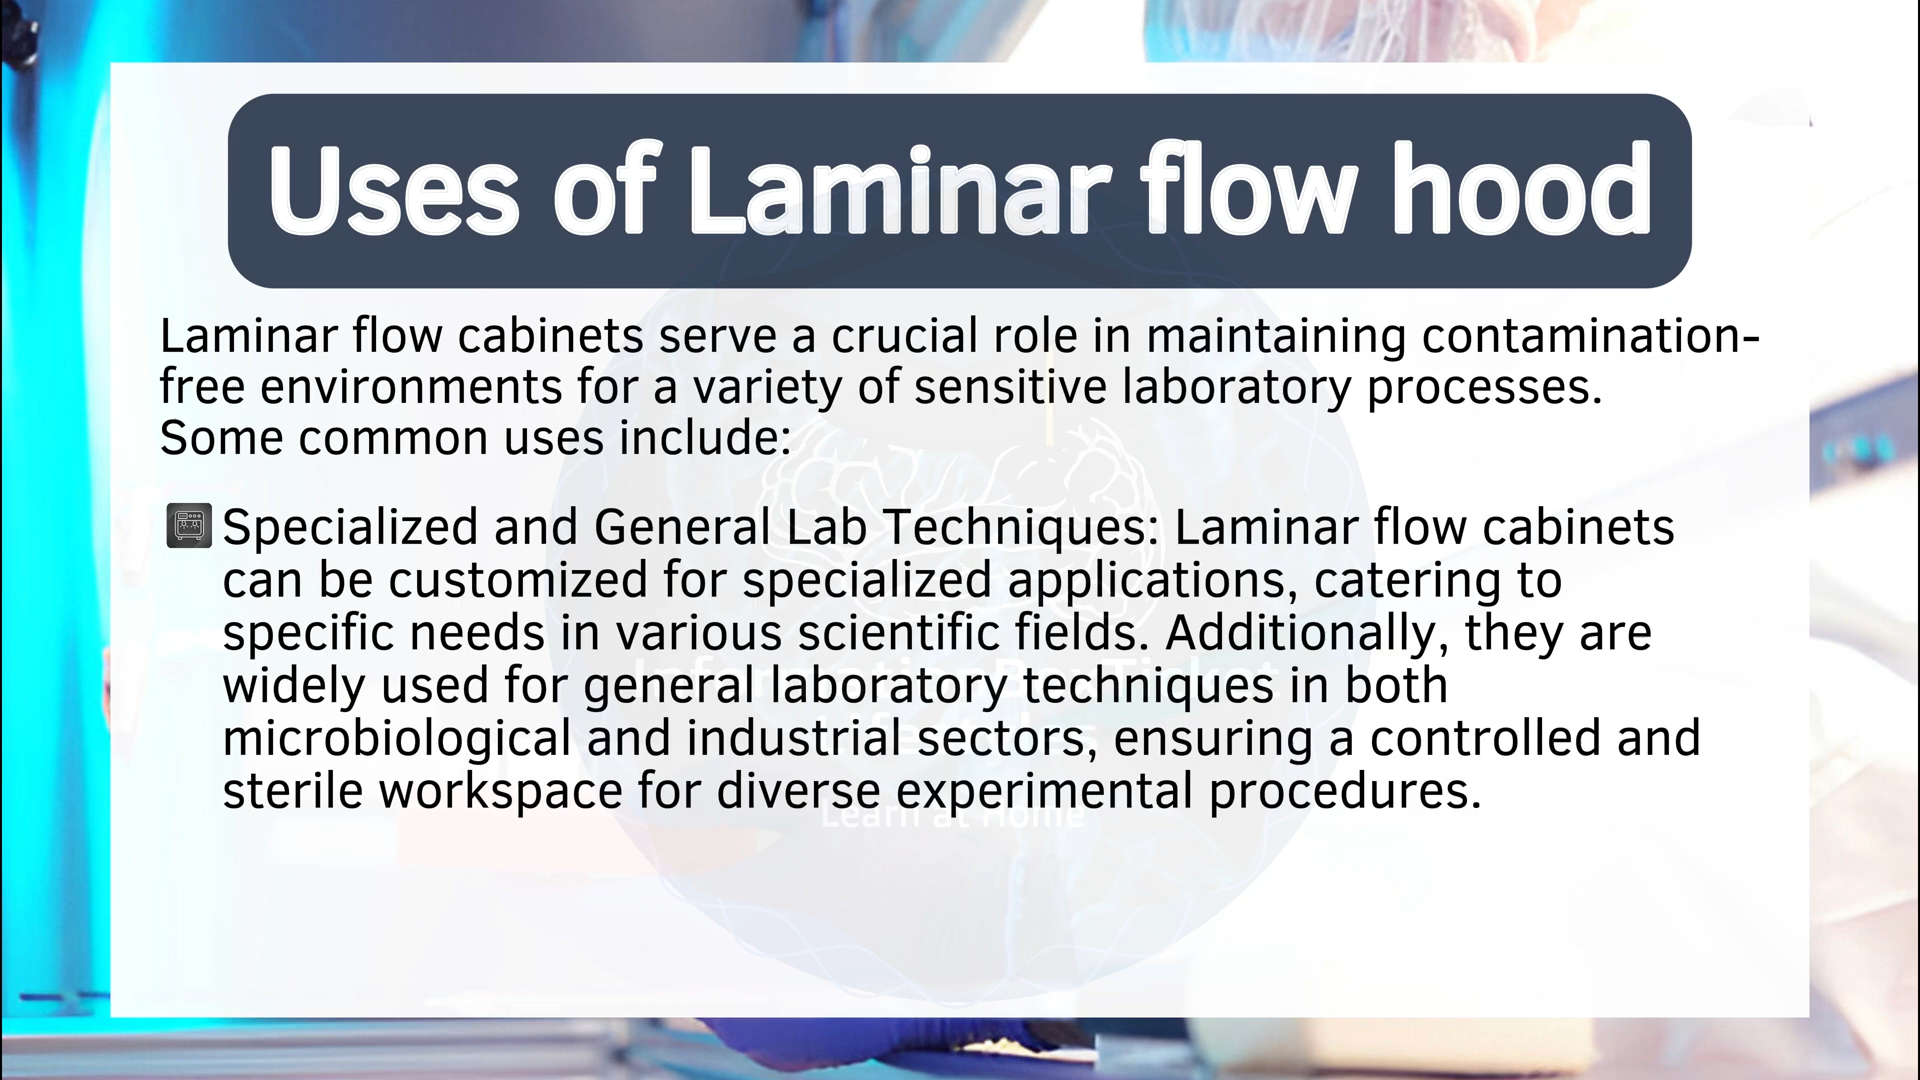 Uses of Laminar flow hood
Laminar flow cabinets serve a crucial role in maintaining contamination-
free environments for a variety of sensitive laboratory processes.
Some common uses include:
Specialized and General Lab Techniques: Laminar flow cabinets
can be customized for specialized applications, catering to
specific needs in various scientific fields. Additionally, they are
widely used for general laboratory techniques in both
microbiological and industrial sectors, ensuring a controlled and
sterile workspace for diverse experimental procedures.
Learn at Home